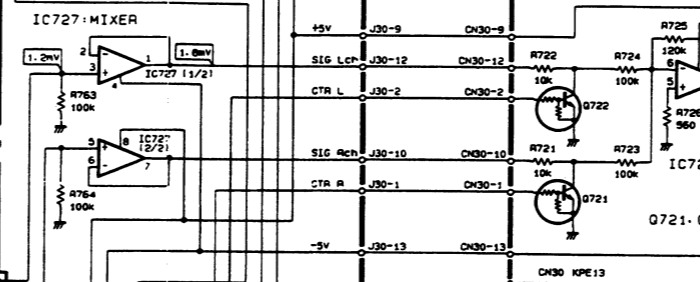 IC727:MIXER
+5V
J30-9
CN30-9
R725
120k
1.2mV
2
3
1
4
IC727 (1/2)
1.8mV
SIG Lch
J30-12
CN30-12
R722
10k
R724
100k
6
5
R763
100k
CTR L
J30-2
CN30-2
Q722
R726
560
5
6
8
7
(2/2)
SIG Rch
J30-10
CN30-10
R721
10k
R723
100k
R764
100k
CTR R
J30-1
CN30-1
Q721
-5V
J30-13
CN30-13
CN30 KPE13